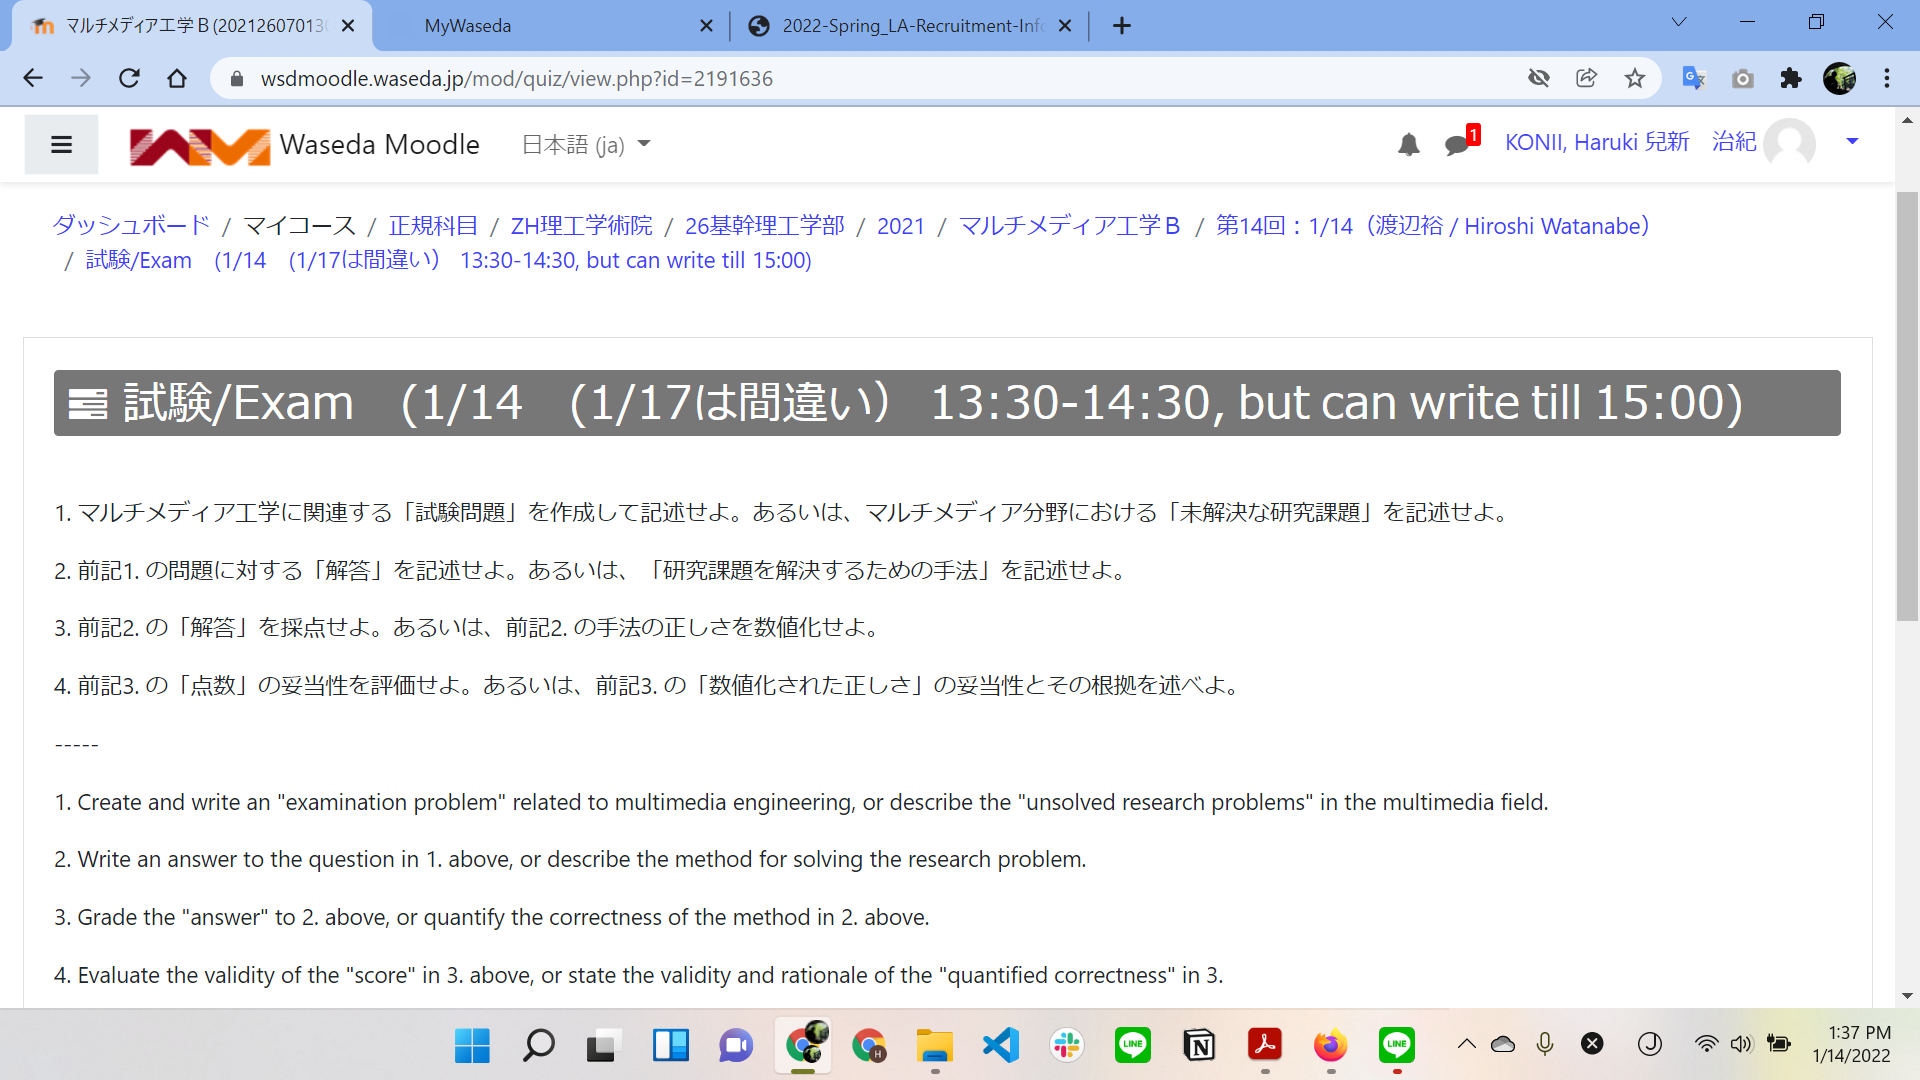 マルチメディア工学Ｂ(20212607013
MyWaseda
2022-Spring_LA-Recruitment-Info
wsdmoodle.waseda.jp/mod/quiz/view.php?id=2191636
Waseda Moodle
日本語 (ja)
1
KONII, Haruki 兒新　治紀
ダッシュボード / マイコース / 正規科目 / ZH理工学術院 / 26基幹理工学部 / 2021 / マルチメディア工学Ｂ / 第14回：1/14（渡辺裕 / Hiroshi Watanabe）
/ 試験/Exam　(1/14　(1/17は間違い） 13:30-14:30, but can write till 15:00)
試験/Exam　(1/14　(1/17は間違い） 13:30-14:30, but can write till 15:00)
1. マルチメディア工学に関連する「試験問題」を作成して記述せよ。あるいは、マルチメディア分野における「未解決な研究課題」を記述せよ。
2. 前記1. の問題に対する「解答」を記述せよ。あるいは、「研究課題を解決するための手法」を記述せよ。
3. 前記2. の「解答」を採点せよ。あるいは、前記2. の手法の正しさを数値化せよ。
4. 前記3. の「点数」の妥当性を評価せよ。あるいは、前記3. の「数値化された正しさ」の妥当性とその根拠を述べよ。
-----
1. Create and write an "examination problem" related to multimedia engineering, or describe the "unsolved research problems" in the multimedia field.
2. Write an answer to the question in 1. above, or describe the method for solving the research problem.
3. Grade the "answer" to 2. above, or quantify the correctness of the method in 2. above.
4. Evaluate the validity of the "score" in 3. above, or state the validity and rationale of the "quantified correctness" in 3.
H
LINE
N
LINE
J
1:37 PM
1/14/2022